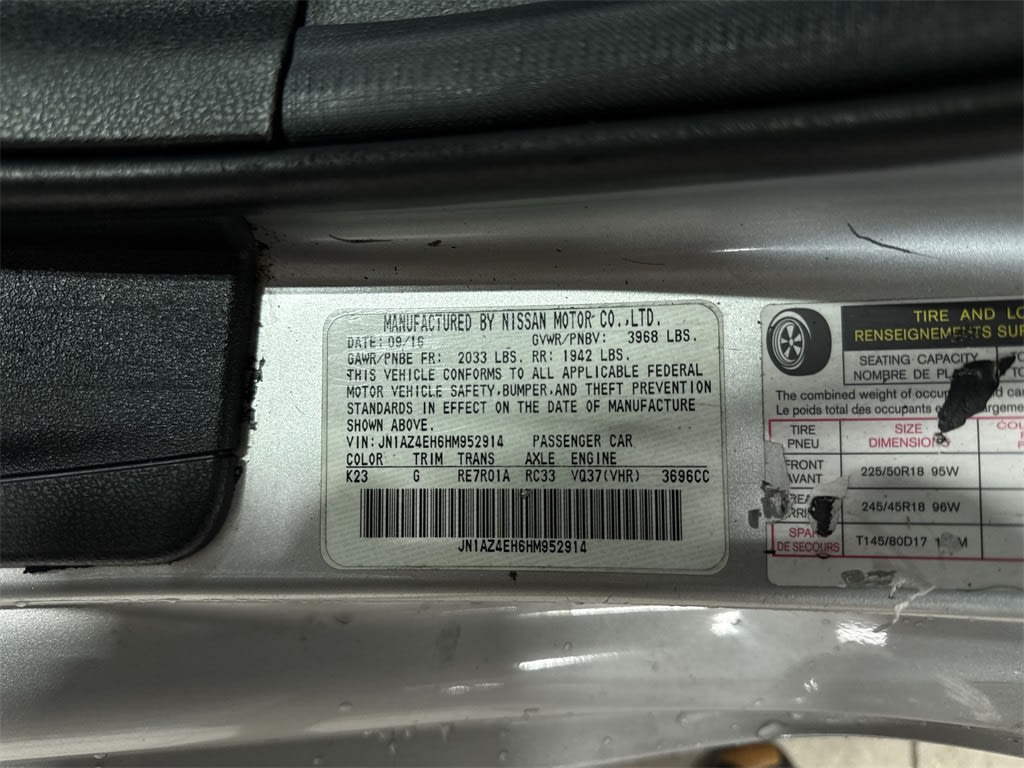 MANUFACTURED BY NISSAN MOTOR CO.,LTD.
DATE: 09/16 GVWR/PNBV: 3968 LBS.
GAWR/PNBE FR: 2033 LBS. RR: 1942 LBS.
THIS VEHICLE CONFORMS TO ALL APPLICABLE FEDERAL
MOTOR VEHICLE SAFETY,BUMPER,AND THEFT PREVENTION
STANDARDS IN EFFECT ON THE DATE OF MANUFACTURE
SHOWN ABOVE.
VIN: JN1AZ4EH6HM952914 PASSENGER CAR
COLOR TRIM TRANS AXLE ENGINE
K23 G RE7R01A RC33 VQ37(VHR) 3696CC
JN1AZ4EH6HM952914
TIRE AND
RENSEIGNEMENTS
SEATING CAPACITY
NOMBRE DE
The combined weight of
Le poids total des occupants
TIRE SIZE
PNEU DIMENSIONS
FRONT
AVANT 225/50R18 95W
245/45R18 96W
DE SECOURS T145/80D17